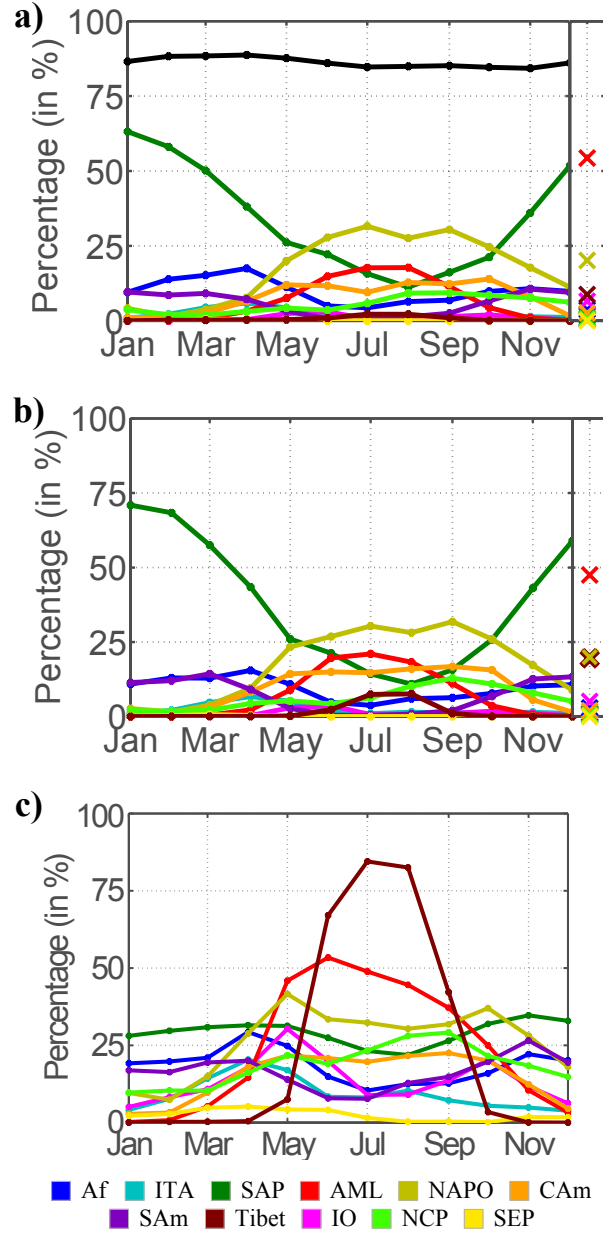 a)
100
75
50
25
0
Percentage (in %)
Jan Mar May Jul Sep Nov
b)
100
75
50
25
0
Percentage (in %)
Jan Mar May Jul Sep Nov
c)
100
75
50
25
0
Percentage (in %)
Jan Mar May Jul Sep Nov
Af ITA SAP AML NAPO CAm
SAm Tibet IO NCP SEP